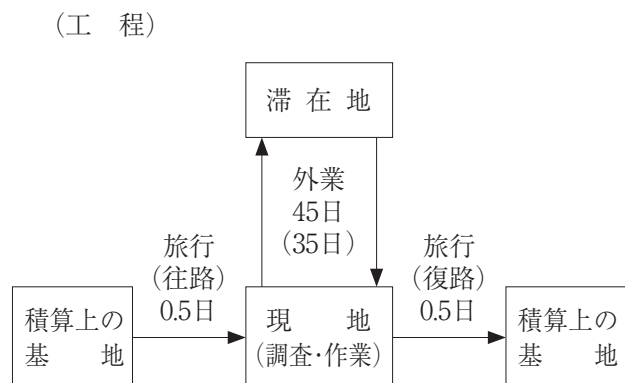 （工　程）
滞 在 地
外業
45日
（35日）
旅行
（往路）
0.5日
旅行
（復路）
0.5日
積算上の
基　　地
現　　地
（調査・作業）
積算上の
基　　地